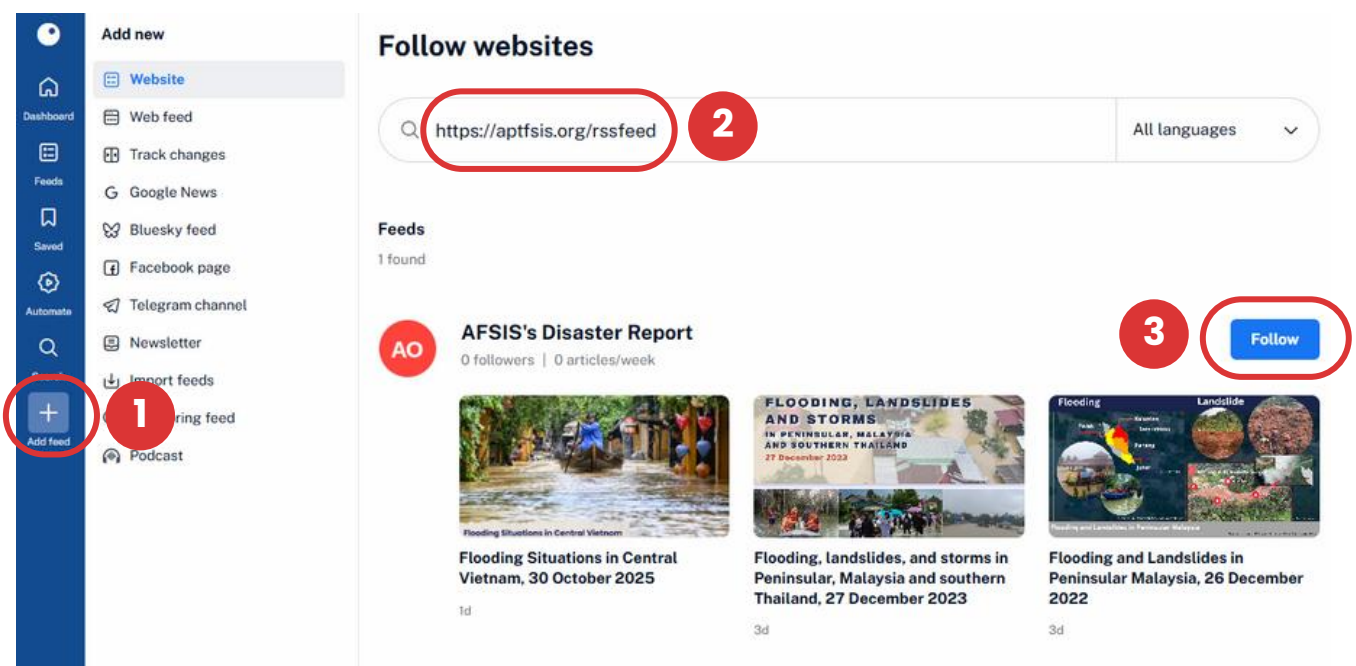 Dashboard
Feeds
Saved
Automate
Add feed
Add new
Website
Web feed
Track changes
Google News
Bluesky feed
Facebook page
Telegram channel
Newsletter
Import feeds
ring feed
Podcast
1
Follow websites
https://aptfsis.org/rssfeed
2
All languages
Feeds
1 found
AO
AFSIS's Disaster Report
0 followers | 0 articles/week
3
Follow
Flooding Situations in Central Vietnam
Flooding Situations in Central
Vietnam, 30 October 2025
1d
FLOODING, LANDSLIDES
AND STORMS
IN PENINSULAR, MALAYSIA
AND SOUTHERN THAILAND
27 December 2023
Flooding, landslides, and storms in
Peninsular, Malaysia and southern
Thailand, 27 December 2023
3d
Flooding
Landslide
Flooding and Landslides in Peninsular Malaysia
Flooding and Landslides in
Peninsular Malaysia, 26 December
2022
3d